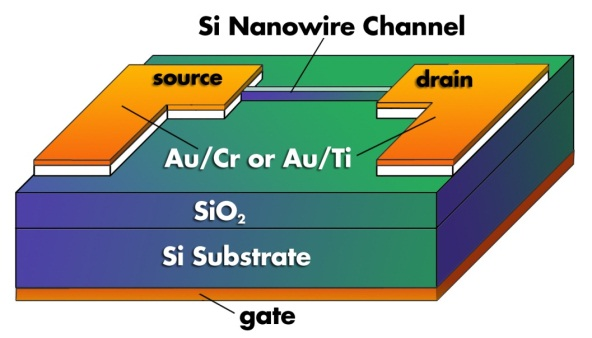 Si Nanowire Channel
source
drain
Au/Cr or Au/Ti
SiO₂
Si Substrate
gate